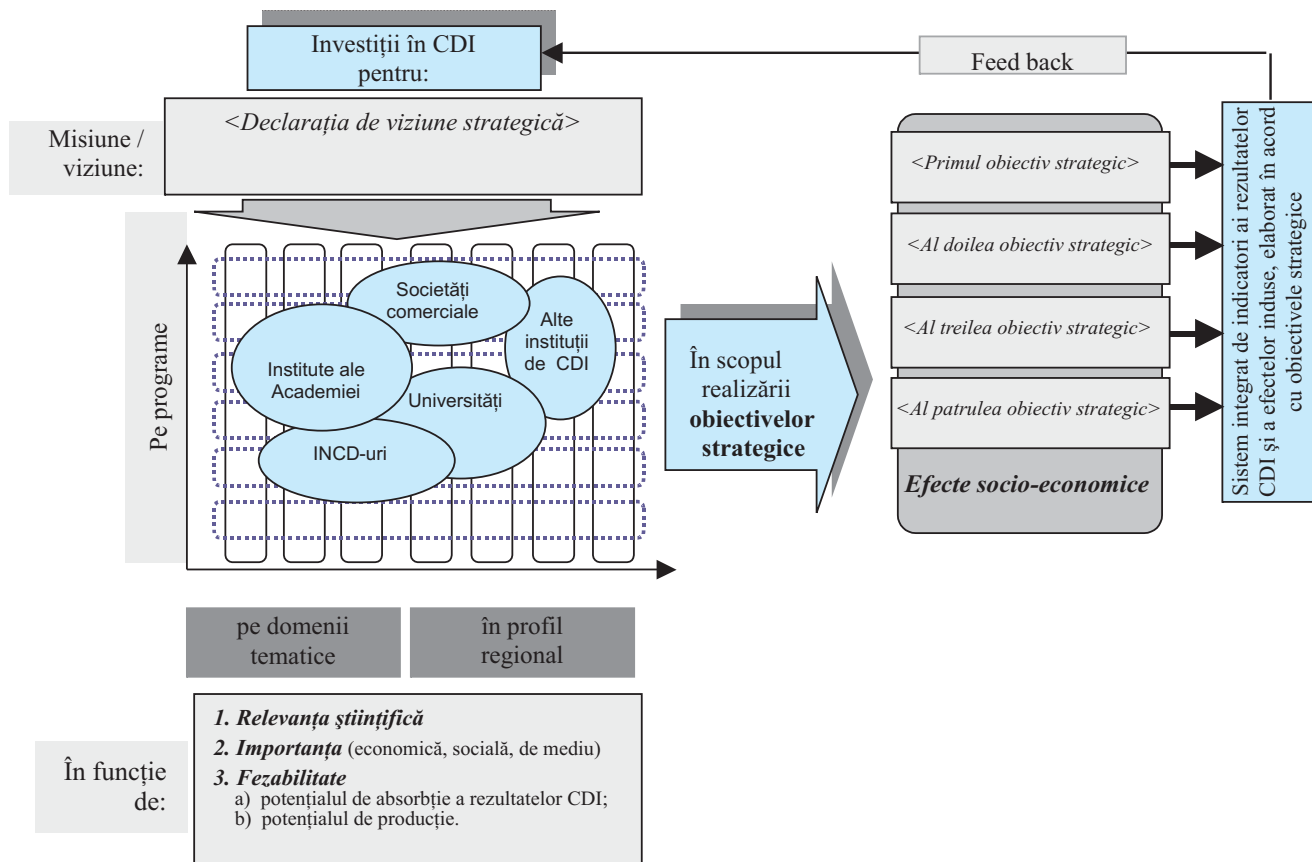 Investiții în CDI
pentru:
Feed back
Misiune /
viziune:
<Declarația de viziune strategică>
Pe programe
Societăți
comerciale
Alte
instituții
de CDI
Institute ale
Academiei
Universități
INCD-uri
În scopul
realizării
obiectivelor
strategice
<Primul obiectiv strategic>
<Al doilea obiectiv strategic>
<Al treilea obiectiv strategic>
<Al patrulea obiectiv strategic>
Efecte socio-economice
Sistem integrat de indicatori ai rezultatelor
CDI și a efectelor induse, elaborat în acord
cu obiectivele strategice
pe domenii
tematice
în profil
regional
În funcție
de:
1. Relevanța ştiințifică
2. Importanța (economică, socială, de mediu)
3. Fezabilitate
a) potențialul de absorbție a rezultatelor CDI;
b) potențialul de producție.